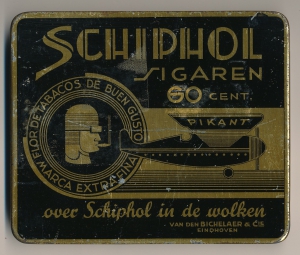 SCHIPHOL
SIGAREN
60 CENT.
PIKANT
FLOR DE TABACOS DE BUEN GUSTO
MARCA EXTRA FINA
over Schiphol in de wolken
VAN DEN BICHELAER & Cis
EINDHOVEN